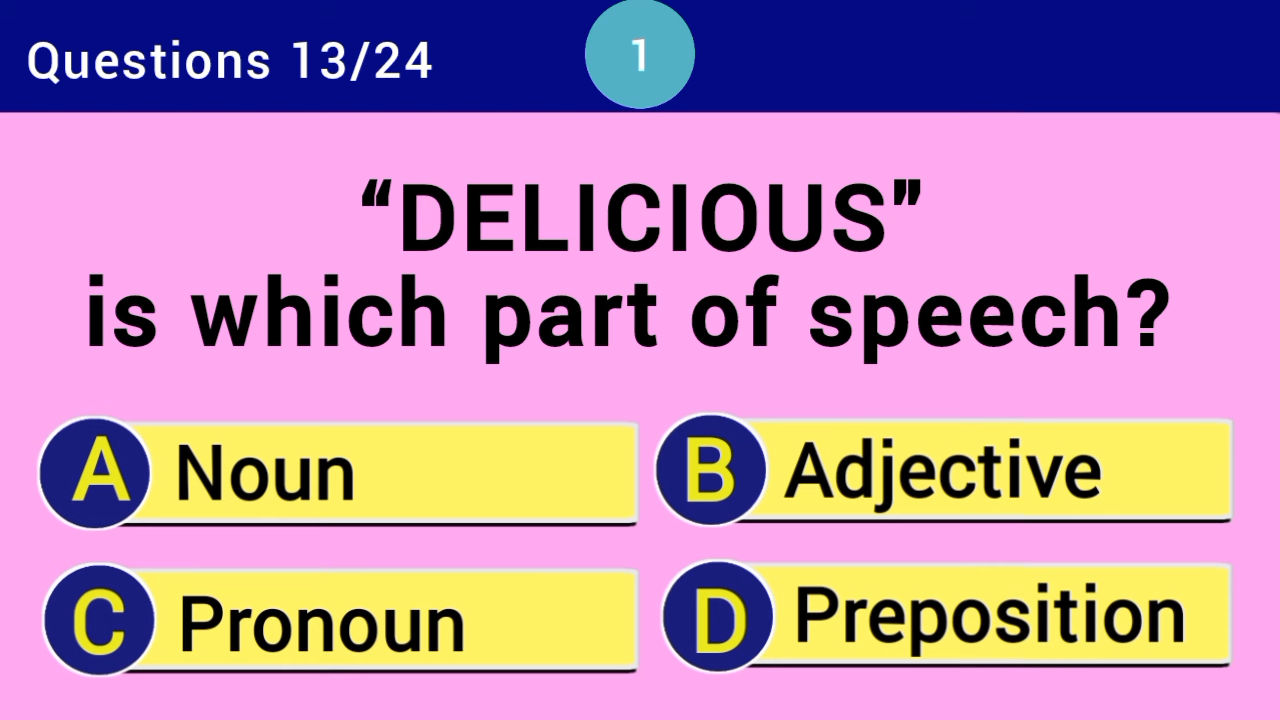 Questions 13/24
1
“DELICIOUS”
is which part of speech?
A Noun
B Adjective
C Pronoun
D Preposition